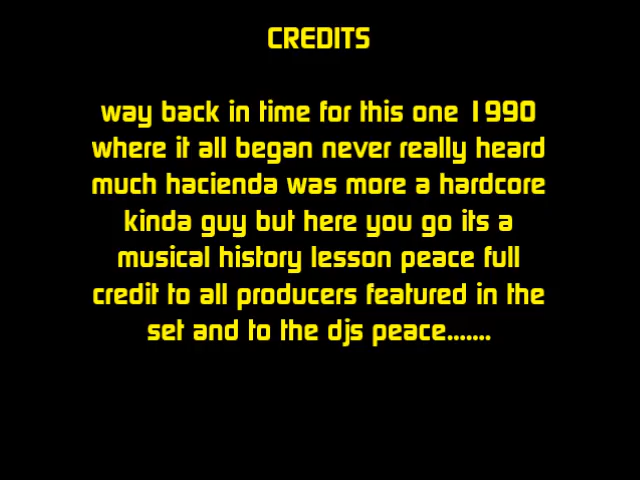 CREDITS
way back in time for this one 1990
where it all began never really heard
much hacienda was more a hardcore
kinda guy but here you go its a
musical history lesson peace full
credit to all producers featured in the
set and to the djs peace.......